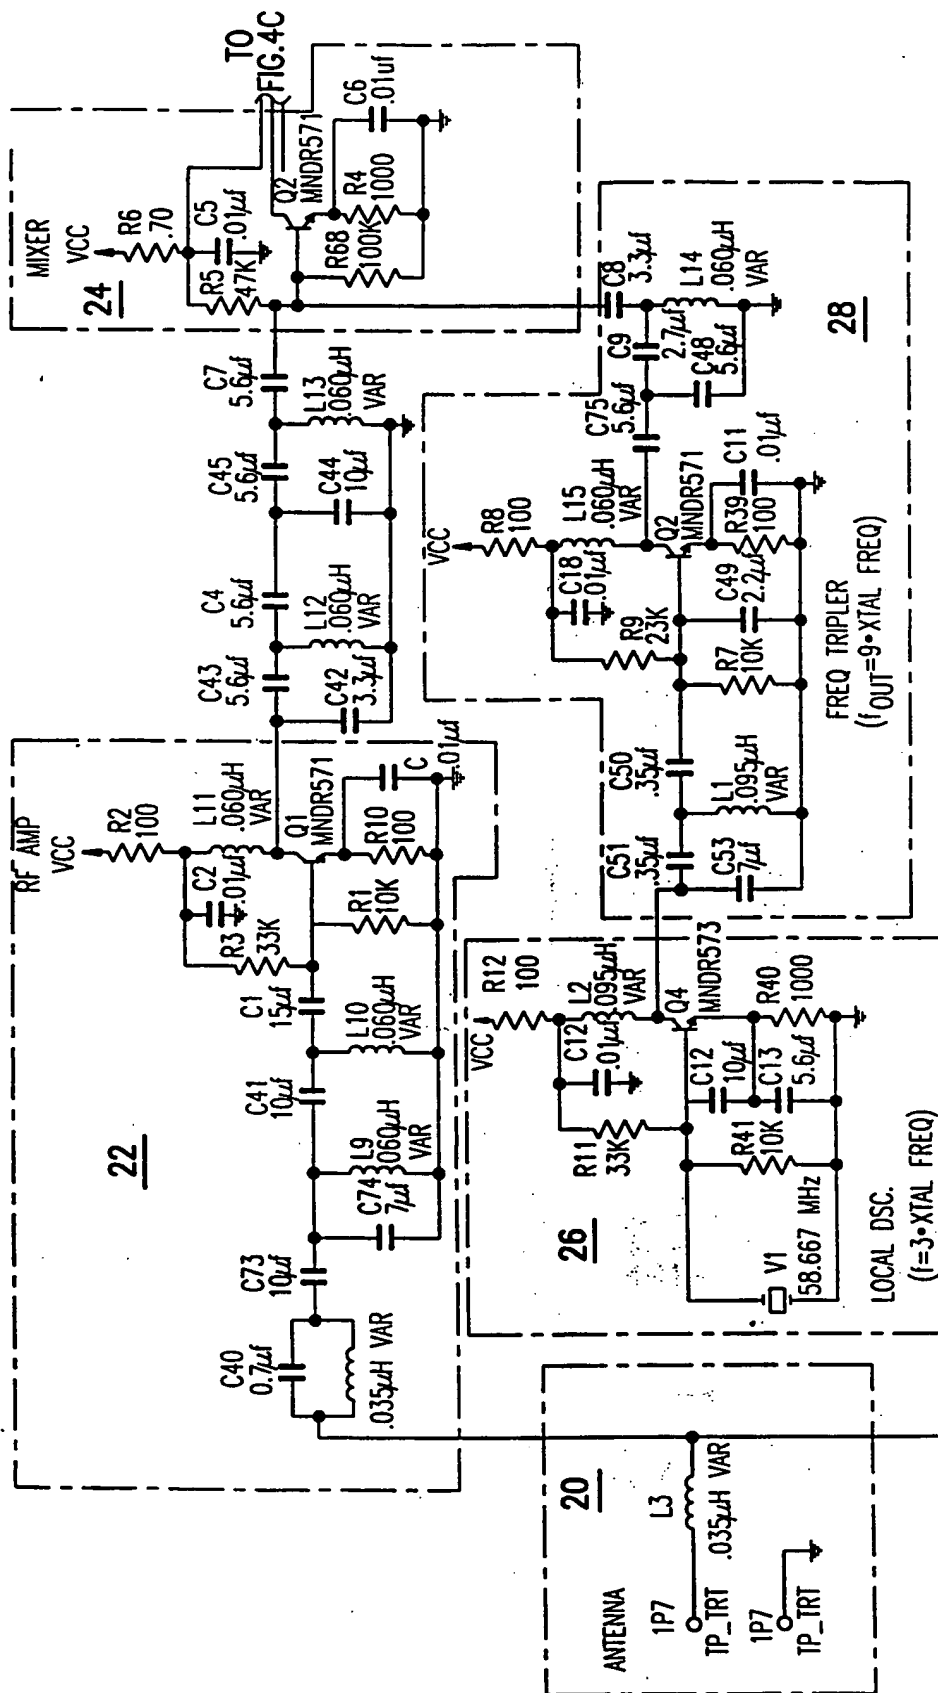 RF AMP
VCC
R2
100
L11
.060µH
VAR
C2
.01µf
R3
33K
Q1
MNDR571
C
.01µf
R10
100
R1
10K
C1
15µf
L10
.060µH
VAR
C41
10µf
L9
.060µH
VAR
C74
7µf
C73
10µf
C40
0.7µf
.035µH VAR
22
C43
5.6µf
C42
3.3µf
L12
.060µH
VAR
C4
5.6µf
C45
5.6µf
C44
10µf
L13
.060µH
VAR
C7
5.6µf
MIXER
VCC
24
R6
.70
C5
.01µf
R5
47K
Q2
MNDR571
R68
100K
R4
1000
C6
.01uf
TO
FIG.4C
ANTENNA
20
1P7
TP_TRT
1P7
TP_TRT
L3
.035µH VAR
LOCAL DSC.
(f=3•XTAL FREQ)
26
V1
58.667 MHz
R11
33K
R41
10K
C12
10µf
C13
5.6µf
VCC
R12
100
C12
.01µf
L2
.095µH
VAR
Q4
MNDR573
R40
1000
FREQ TRIPLER
(fOUT=9•XTAL FREQ)
28
C51
.35µf
C53
7µf
L1
.095µH
VAR
C50
.35µf
R7
10K
C49
2.2µf
R9
23K
C18
.01µf
VCC
R8
100
L15
.060µH
VAR
Q2
MNDR571
R39
100
C11
.01µf
C75
5.6µf
C9
2.7µf
C48
5.6µf
C8
3.3µf
L14
.060µH
VAR